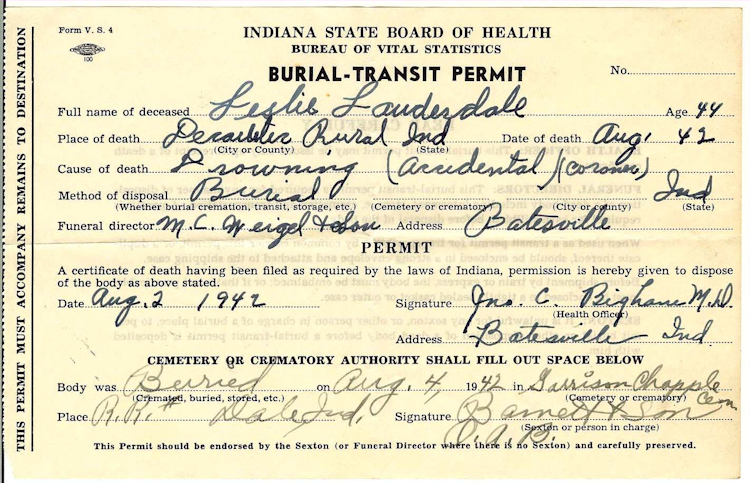 Form V. S. 4
100
INDIANA STATE BOARD OF HEALTH
BUREAU OF VITAL STATISTICS
BURIAL-TRANSIT PERMIT
No.
Full name of deceased Leslie Lauderdale Age 44
Place of death Rural Ind Date of death Aug. 42
(City or County) (State)
Cause of death Drowning (Accidental) (coroner)
Method of disposal Burial Ind
(Whether burial cremation, transit, storage, etc.) (Cemetery or crematory) (City or county) (State)
Funeral director M. C. Weigel & Son Address Batesville
PERMIT
A certificate of death having been filed as required by the laws of Indiana, permission is hereby given to dispose
of the body as above stated.
Date Aug. 2 1942 Signature Jno. C. Bigham M.D.
(Health Officer)
Address Batesville Ind
CEMETERY OR CREMATORY AUTHORITY SHALL FILL OUT SPACE BELOW
Body was Buried on Aug. 4, 1942 in Garrison Chapple Cem
(Cremated, buried, stored, etc.) (Cemetery or crematory)
Place R.R.# Dale Ind. Signature Barnett & Son
(Sexton or person in charge)
This Permit should be endorsed by the Sexton (or Funeral Director where there is no Sexton) and carefully preserved.
THIS PERMIT MUST ACCOMPANY REMAINS TO DESTINATION